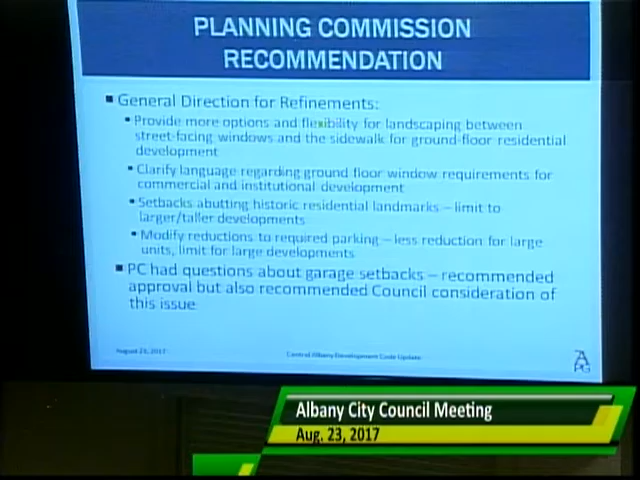 PLANNING COMMISSION
RECOMMENDATION
General Direction for Refinements:
Provide more options and flexibility for landscaping between
street-facing windows and the sidewalk for ground-floor residential
development
Clarify language regarding ground floor window requirements for
commercial and institutional development
Setbacks abutting historic residential landmarks – limit to
larger/taller developments
Modify reductions to required parking – less reduction for large
units, limit for large developments
PC had questions about garage setbacks – recommended
approval but also recommended Council consideration of
this issue
August 23, 2017
Central Albany Development Code Update
APG
Albany City Council Meeting
Aug. 23, 2017